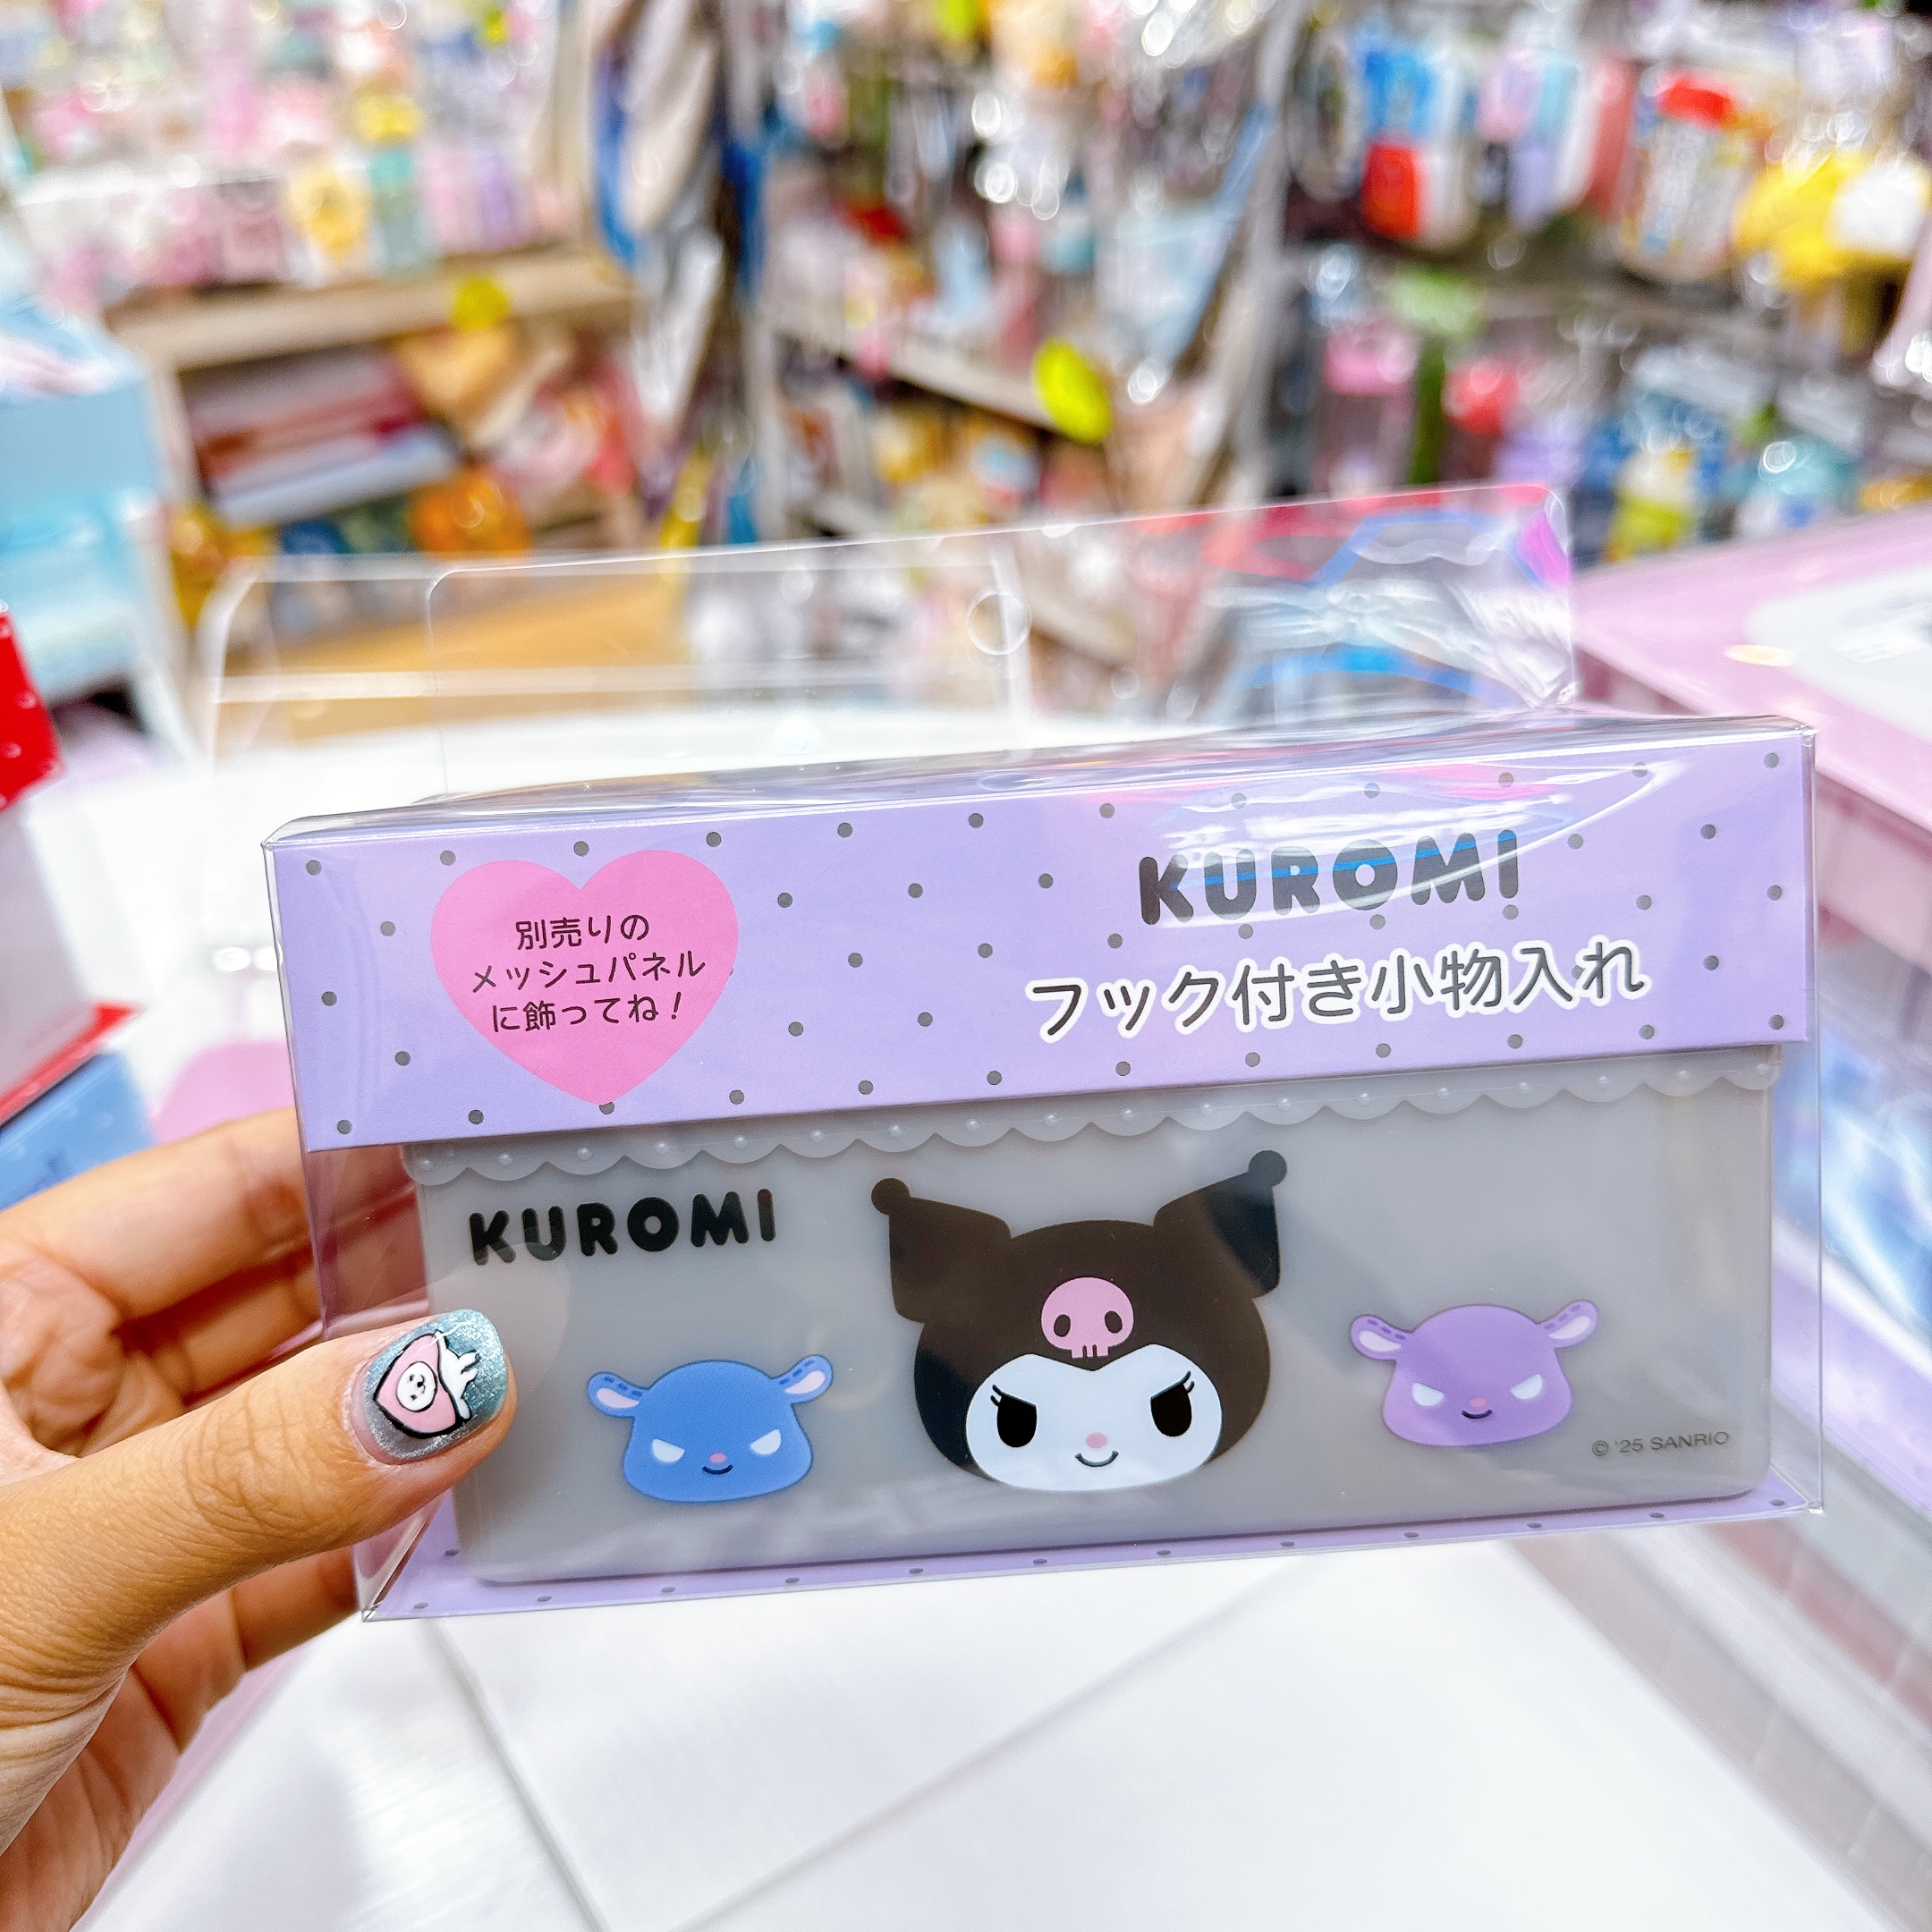 別売りの
メッシュパネル
に飾ってね！
KUROMI
フック付き小物入れ
KUROMI
© '25 SANRIO